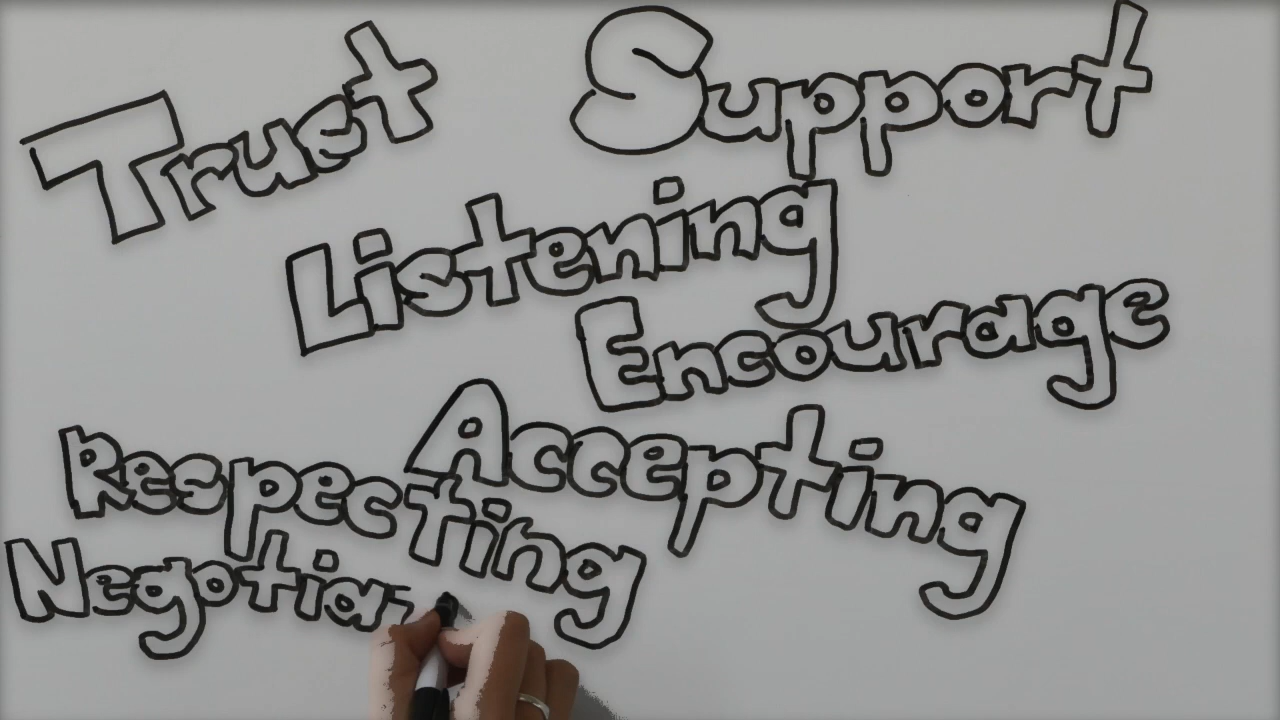 Trust Support
Listening
Encourage
Accepting
Respecting
Negotia